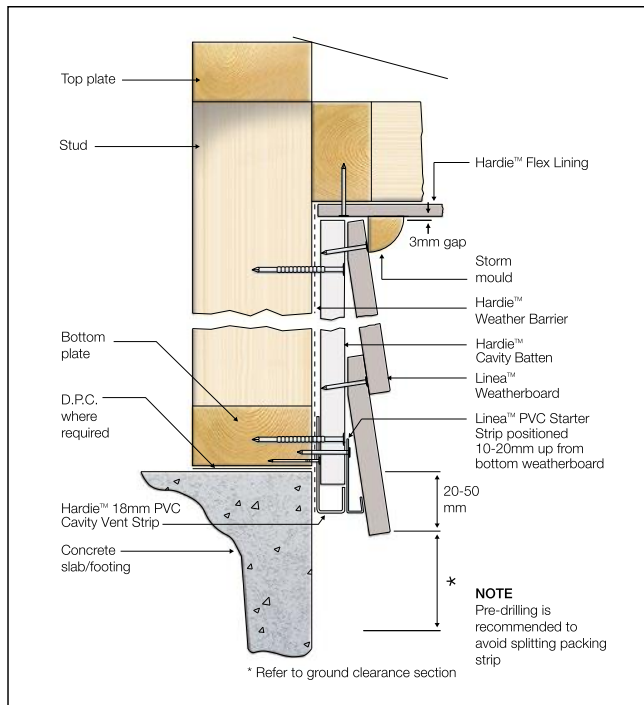 Top plate
Stud
Hardie™ Flex Lining
3mm gap
Storm
mould
Hardie™
Weather Barrier
Bottom
plate
Hardie™
Cavity Batten
Linea™
Weatherboard
D.P.C.
where
required
Linea™ PVC Starter
Strip positioned
10-20mm up from
bottom weatherboard
20-50
mm
Hardie™ 18mm PVC
Cavity Vent Strip
Concrete
slab/footing
*
NOTE
Pre-drilling is
recommended to
avoid splitting packing
strip
* Refer to ground clearance section